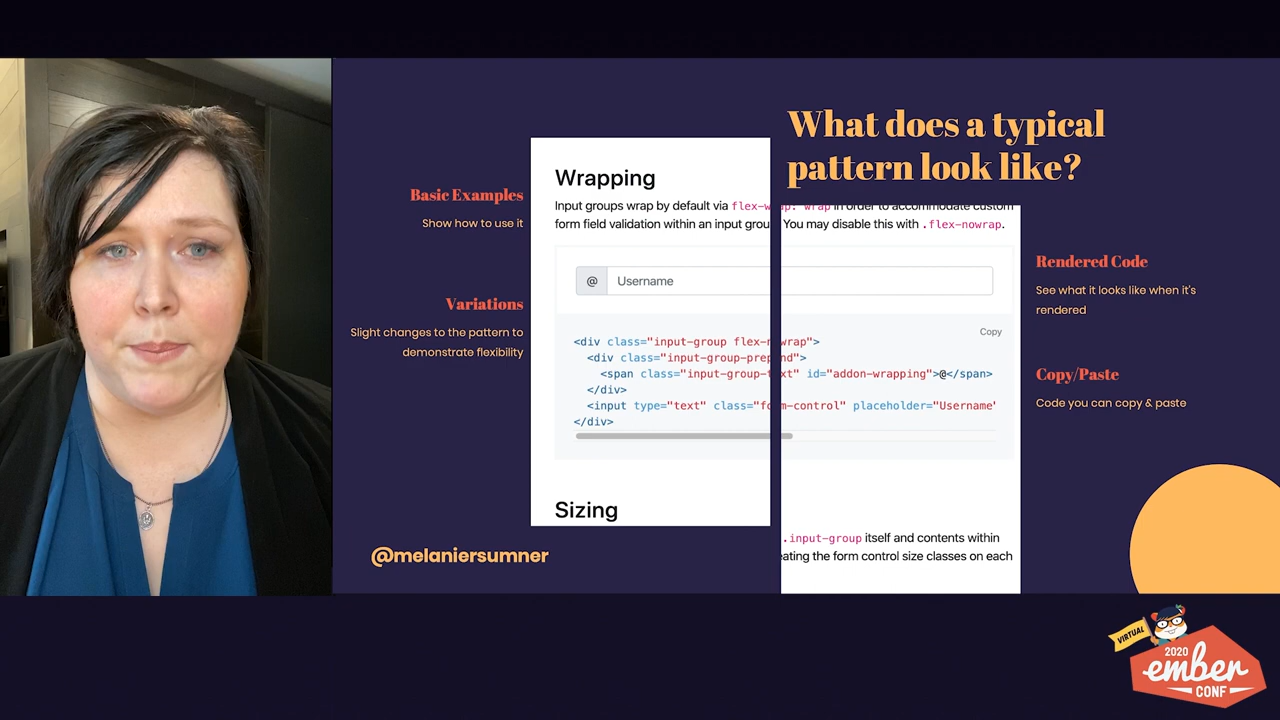 What does a typical
pattern look like?
Basic Examples
Show how to use it
Variations
Slight changes to the pattern to
demonstrate flexibility
Wrapping
Input groups wrap by default via flex-wrap: wrap in order to accommodate custom
form field validation within an input group. You may disable this with .flex-nowrap.
@ Username
Copy
<div class="input-group flex-nowrap">
<div class="input-group-prepend">
<span class="input-group-text" id="addon-wrapping">@</span>
</div>
<input type="text" class="form-control" placeholder="Username"
</div>
Sizing
.input-group itself and contents within
eating the form control size classes on each
Rendered Code
See what it looks like when it's
rendered
Copy/Paste
Code you can copy & paste
@melaniersumner
VIRTUAL
2020
ember
CONF